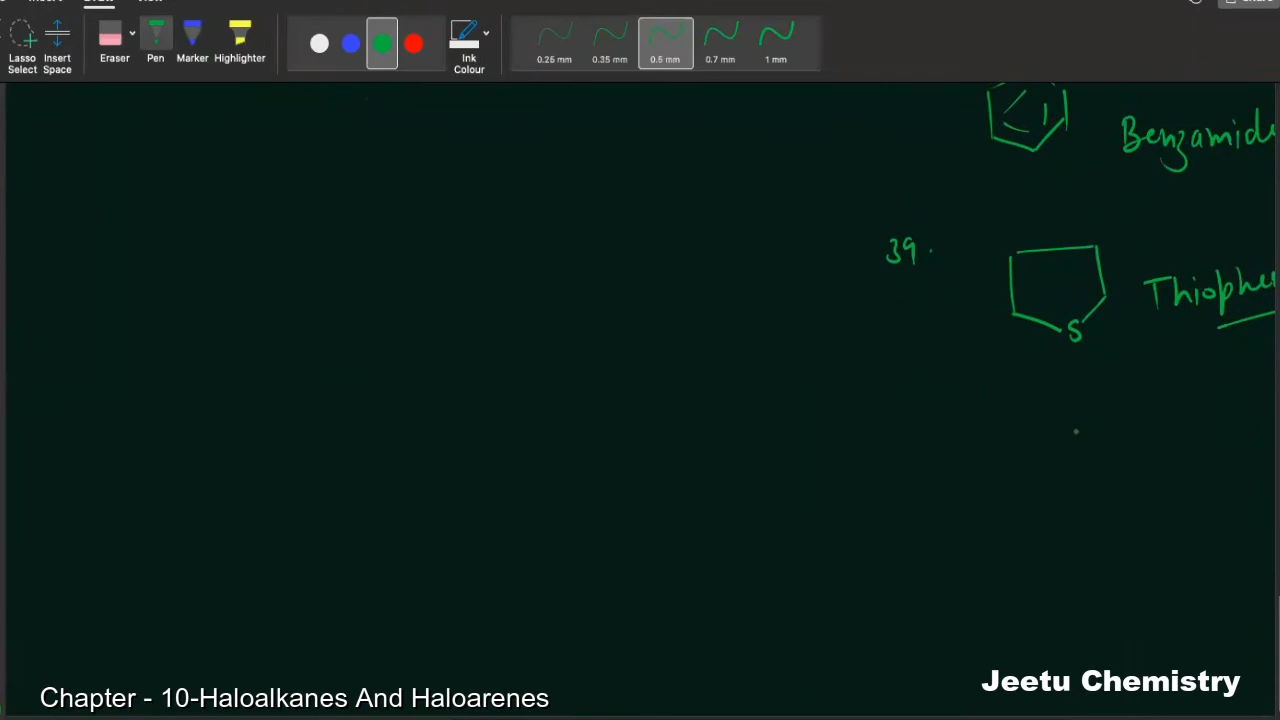 Lasso Select
Insert Space
Eraser
Pen
Marker
Highlighter
Ink Colour
0.25 mm
0.35 mm
0.5 mm
0.7 mm
1 mm
Benzamid
39.
Thiophe
S
Jeetu Chemistry
Chapter - 10-Haloalkanes And Haloarenes